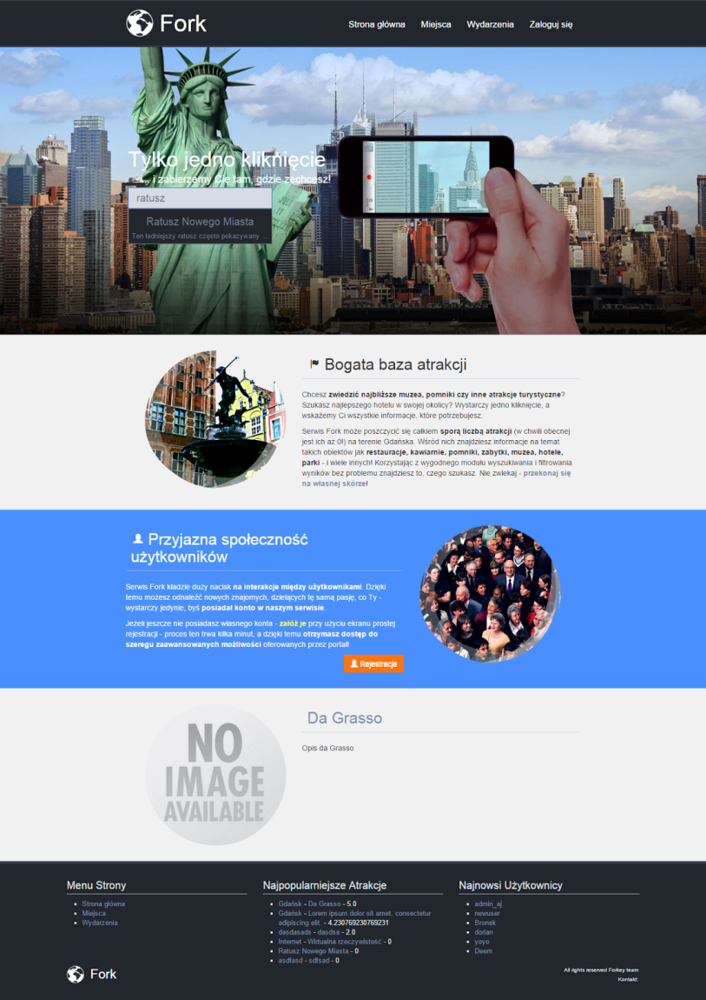 Fork
Strona główna Miejsca Wydarzenia Zaloguj się
Tylko jedno kliknięcie
... i zabierzemy Cię tam, gdzie zechcesz!
ratusz
Ratusz Nowego Miasta
Ten ładniejszy ratusz często pokazywany ...
Bogata baza atrakcji
Chcesz zwiedzić najbliższe muzea, pomniki czy inne atrakcje turystyczne?
Szukasz najlepszego hotelu w swojej okolicy? Wystarczy jedno kliknięcie, a
wskażemy Ci wszystkie informacje, które potrzebujesz.
Serwis Fork może poszczycić się całkiem sporą liczbą atrakcji (w chwili obecnej
jest ich aż 0!) na terenie Gdańska. Wśród nich znajdziesz informacje na temat
takich obiektów jak restauracje, kawiarnie, pomniki, zabytki, muzea, hotele,
parki - i wiele innych! Korzystając z wygodnego modułu wyszukiwania i filtrowania
wyników bez problemu znajdziesz to, czego szukasz. Nie zwlekaj - przekonaj się
na własnej skórze!
Przyjazna społeczność
użytkowników
Serwis Fork kładzie duży nacisk na interakcje między użytkownikami. Dzięki
temu możesz odnaleźć nowych znajomych, dzielących tę samą pasję, co Ty -
wystarczy jedynie, byś posiadał konto w naszym serwisie.
Jeżeli jeszcze nie posiadasz własnego konta - załóż je przy użyciu ekranu prostej
rejestracji - proces ten trwa kilka minut, a dzięki temu otrzymasz dostęp do
szeregu zaawansowanych możliwości oferowanych przez portal!
Rejestracja
NO
IMAGE
AVAILABLE
Da Grasso
Opis da Grasso
Menu Strony
Strona główna
Miejsca
Wydarzenia
Najpopularniejsze Atrakcje
Gdańsk - Da Grasso - 5.0
Gdańsk - Lorem ipsum dolor sit amet, consectetur
adipiscing elit. - 4.230769230769231
dasdasads - dasdsa - 2.0
Internet - Wirtualna rzeczywistość - 0
Ratusz Nowego Miasta - 0
asdfasd - sdfsad - 0
Najnowsi Użytkownicy
admin_aj
newuser
Bronek
dorian
yoyo
Deem
Fork
All rights reserved Forkey team
Kontakt: